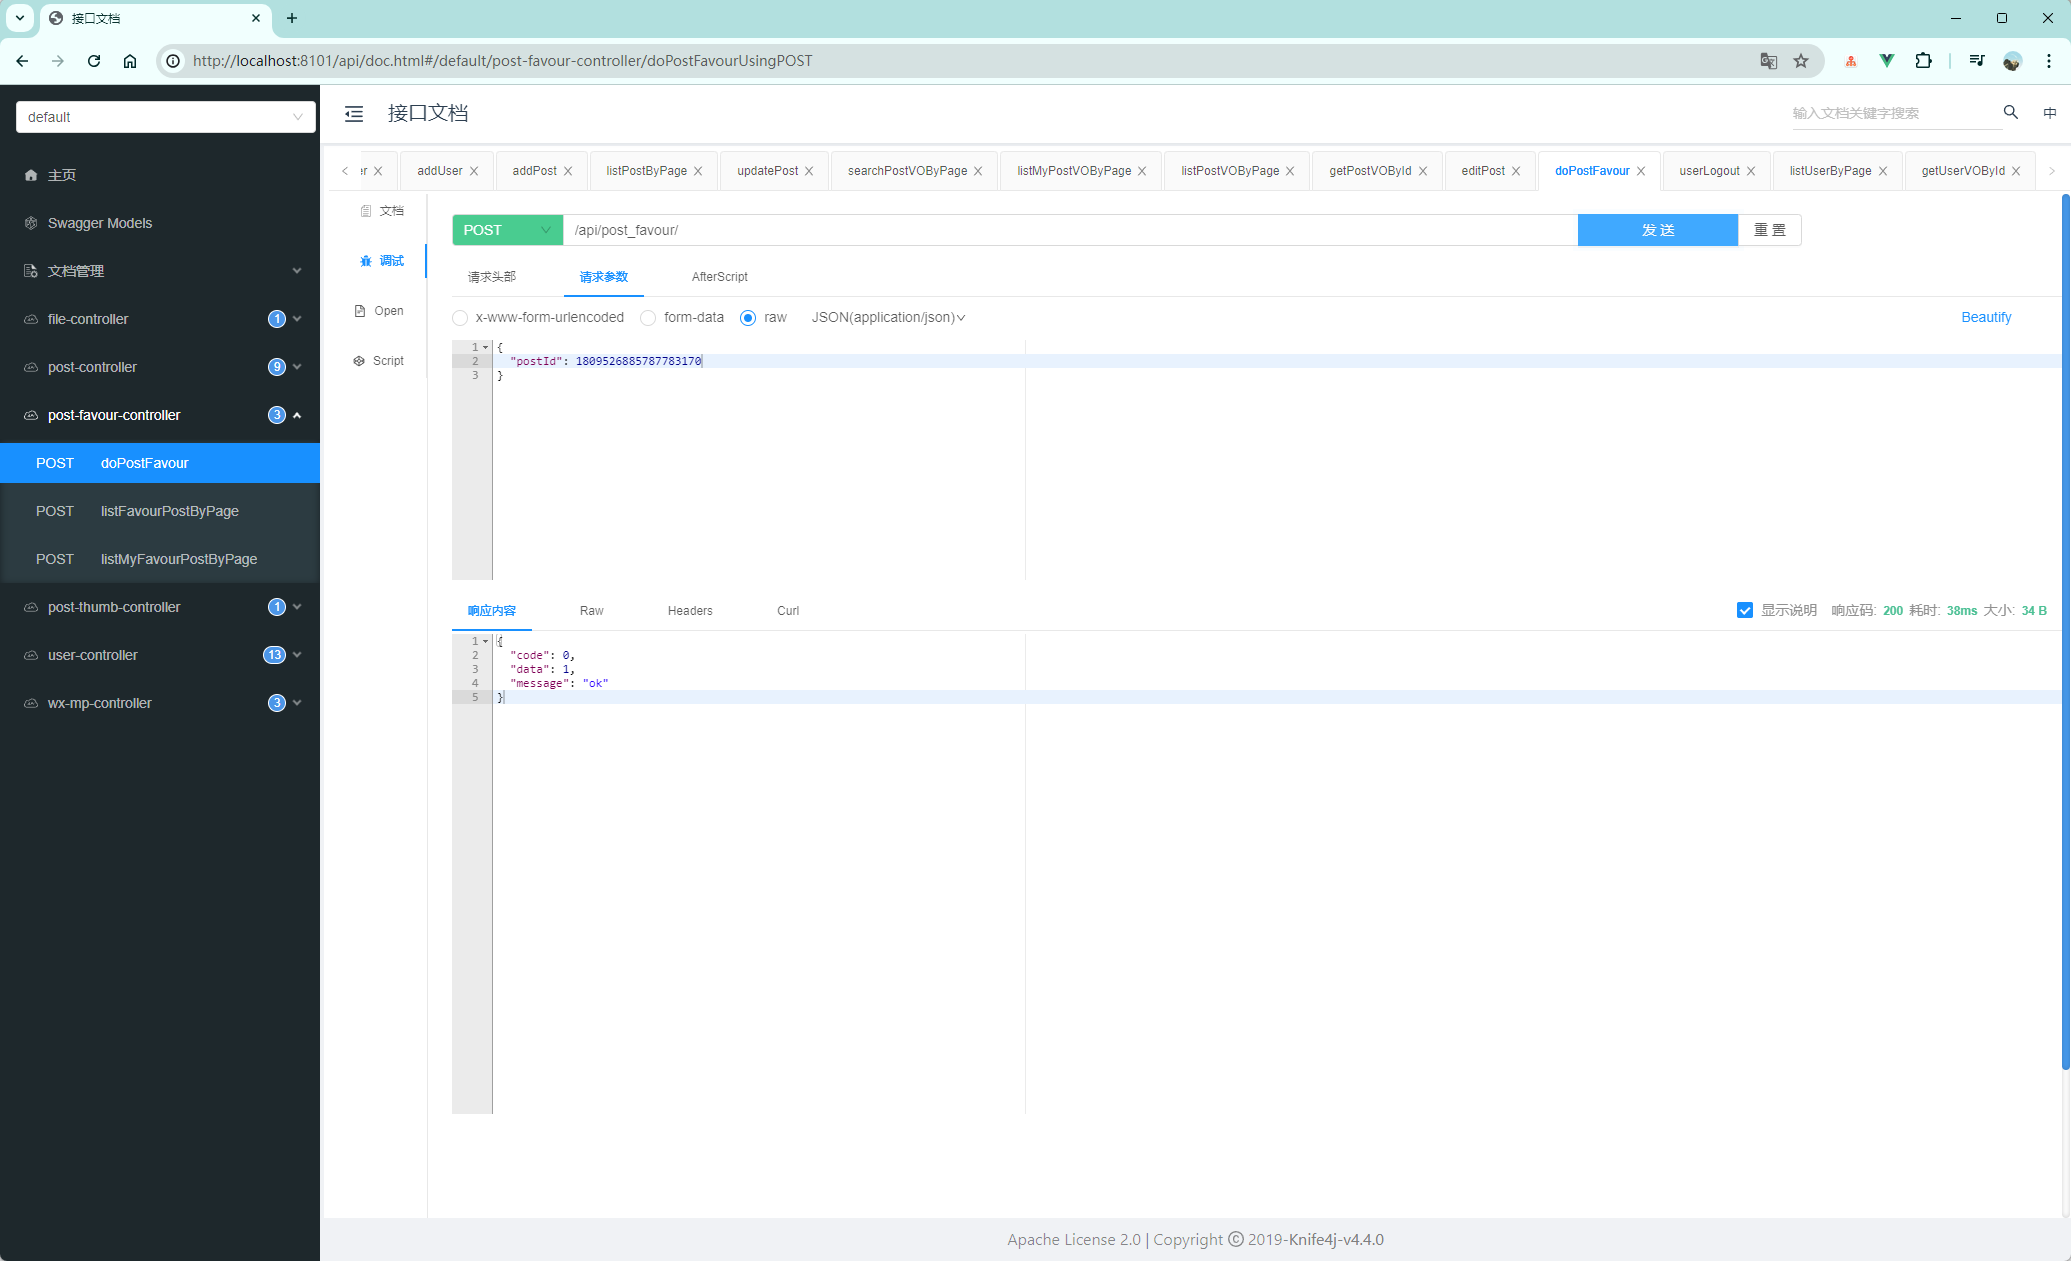 接口文档
http://localhost:8101/api/doc.html#/default/post-favour-controller/doPostFavourUsingPOST
default
接口文档
输入文档关键字搜索
中
主页
Swagger Models
文档管理
file-controller 1
post-controller 9
post-favour-controller 3
POST doPostFavour
POST listFavourPostByPage
POST listMyFavourPostByPage
post-thumb-controller 1
user-controller 13
wx-mp-controller 3
er addUser addPost listPostByPage updatePost searchPostVOByPage listMyPostVOByPage listPostVOByPage getPostVOById editPost doPostFavour userLogout listUserByPage getUserVOById
文档
调试
Open
Script
POST /api/post_favour/ 发 送 重 置
请求头部 请求参数 AfterScript
x-www-form-urlencoded form-data raw JSON(application/json) Beautify
1 {
2 "postId": 1809526885787783170
3 }
响应内容 Raw Headers Curl 显示说明 响应码: 200 耗时: 38ms 大小: 34 B
1 {
2 "code": 0,
3 "data": 1,
4 "message": "ok"
5 }
Apache License 2.0 | Copyright © 2019-Knife4j-v4.4.0